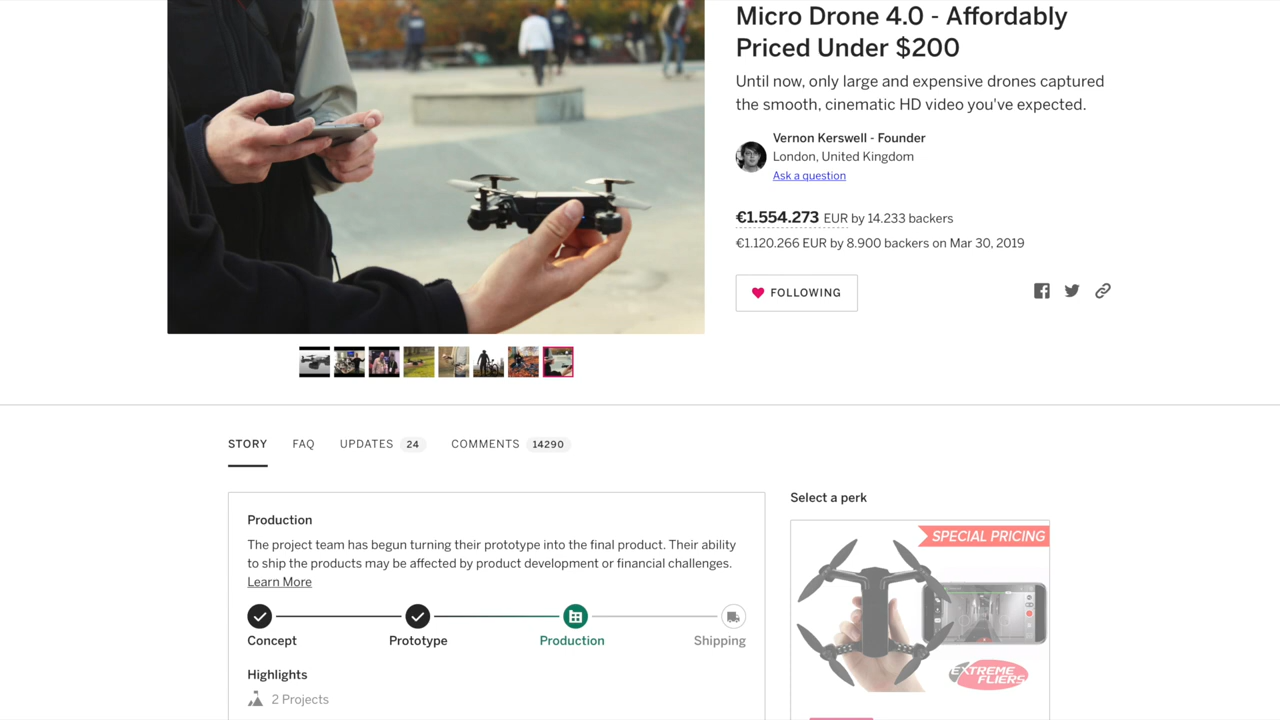 Micro Drone 4.0 - Affordably
Priced Under $200
Until now, only large and expensive drones captured
the smooth, cinematic HD video you've expected.
Vernon Kerswell - Founder
London, United Kingdom
Ask a question
€1.554.273 EUR by 14.233 backers
€1.120.266 EUR by 8.900 backers on Mar 30, 2019
FOLLOWING
STORY FAQ UPDATES 24 COMMENTS 14290
Production
The project team has begun turning their prototype into the final product. Their ability
to ship the products may be affected by product development or financial challenges.
Learn More
Concept Prototype Production Shipping
Highlights
2 Projects
Select a perk
SPECIAL PRICING
EXTREME
FLIERS